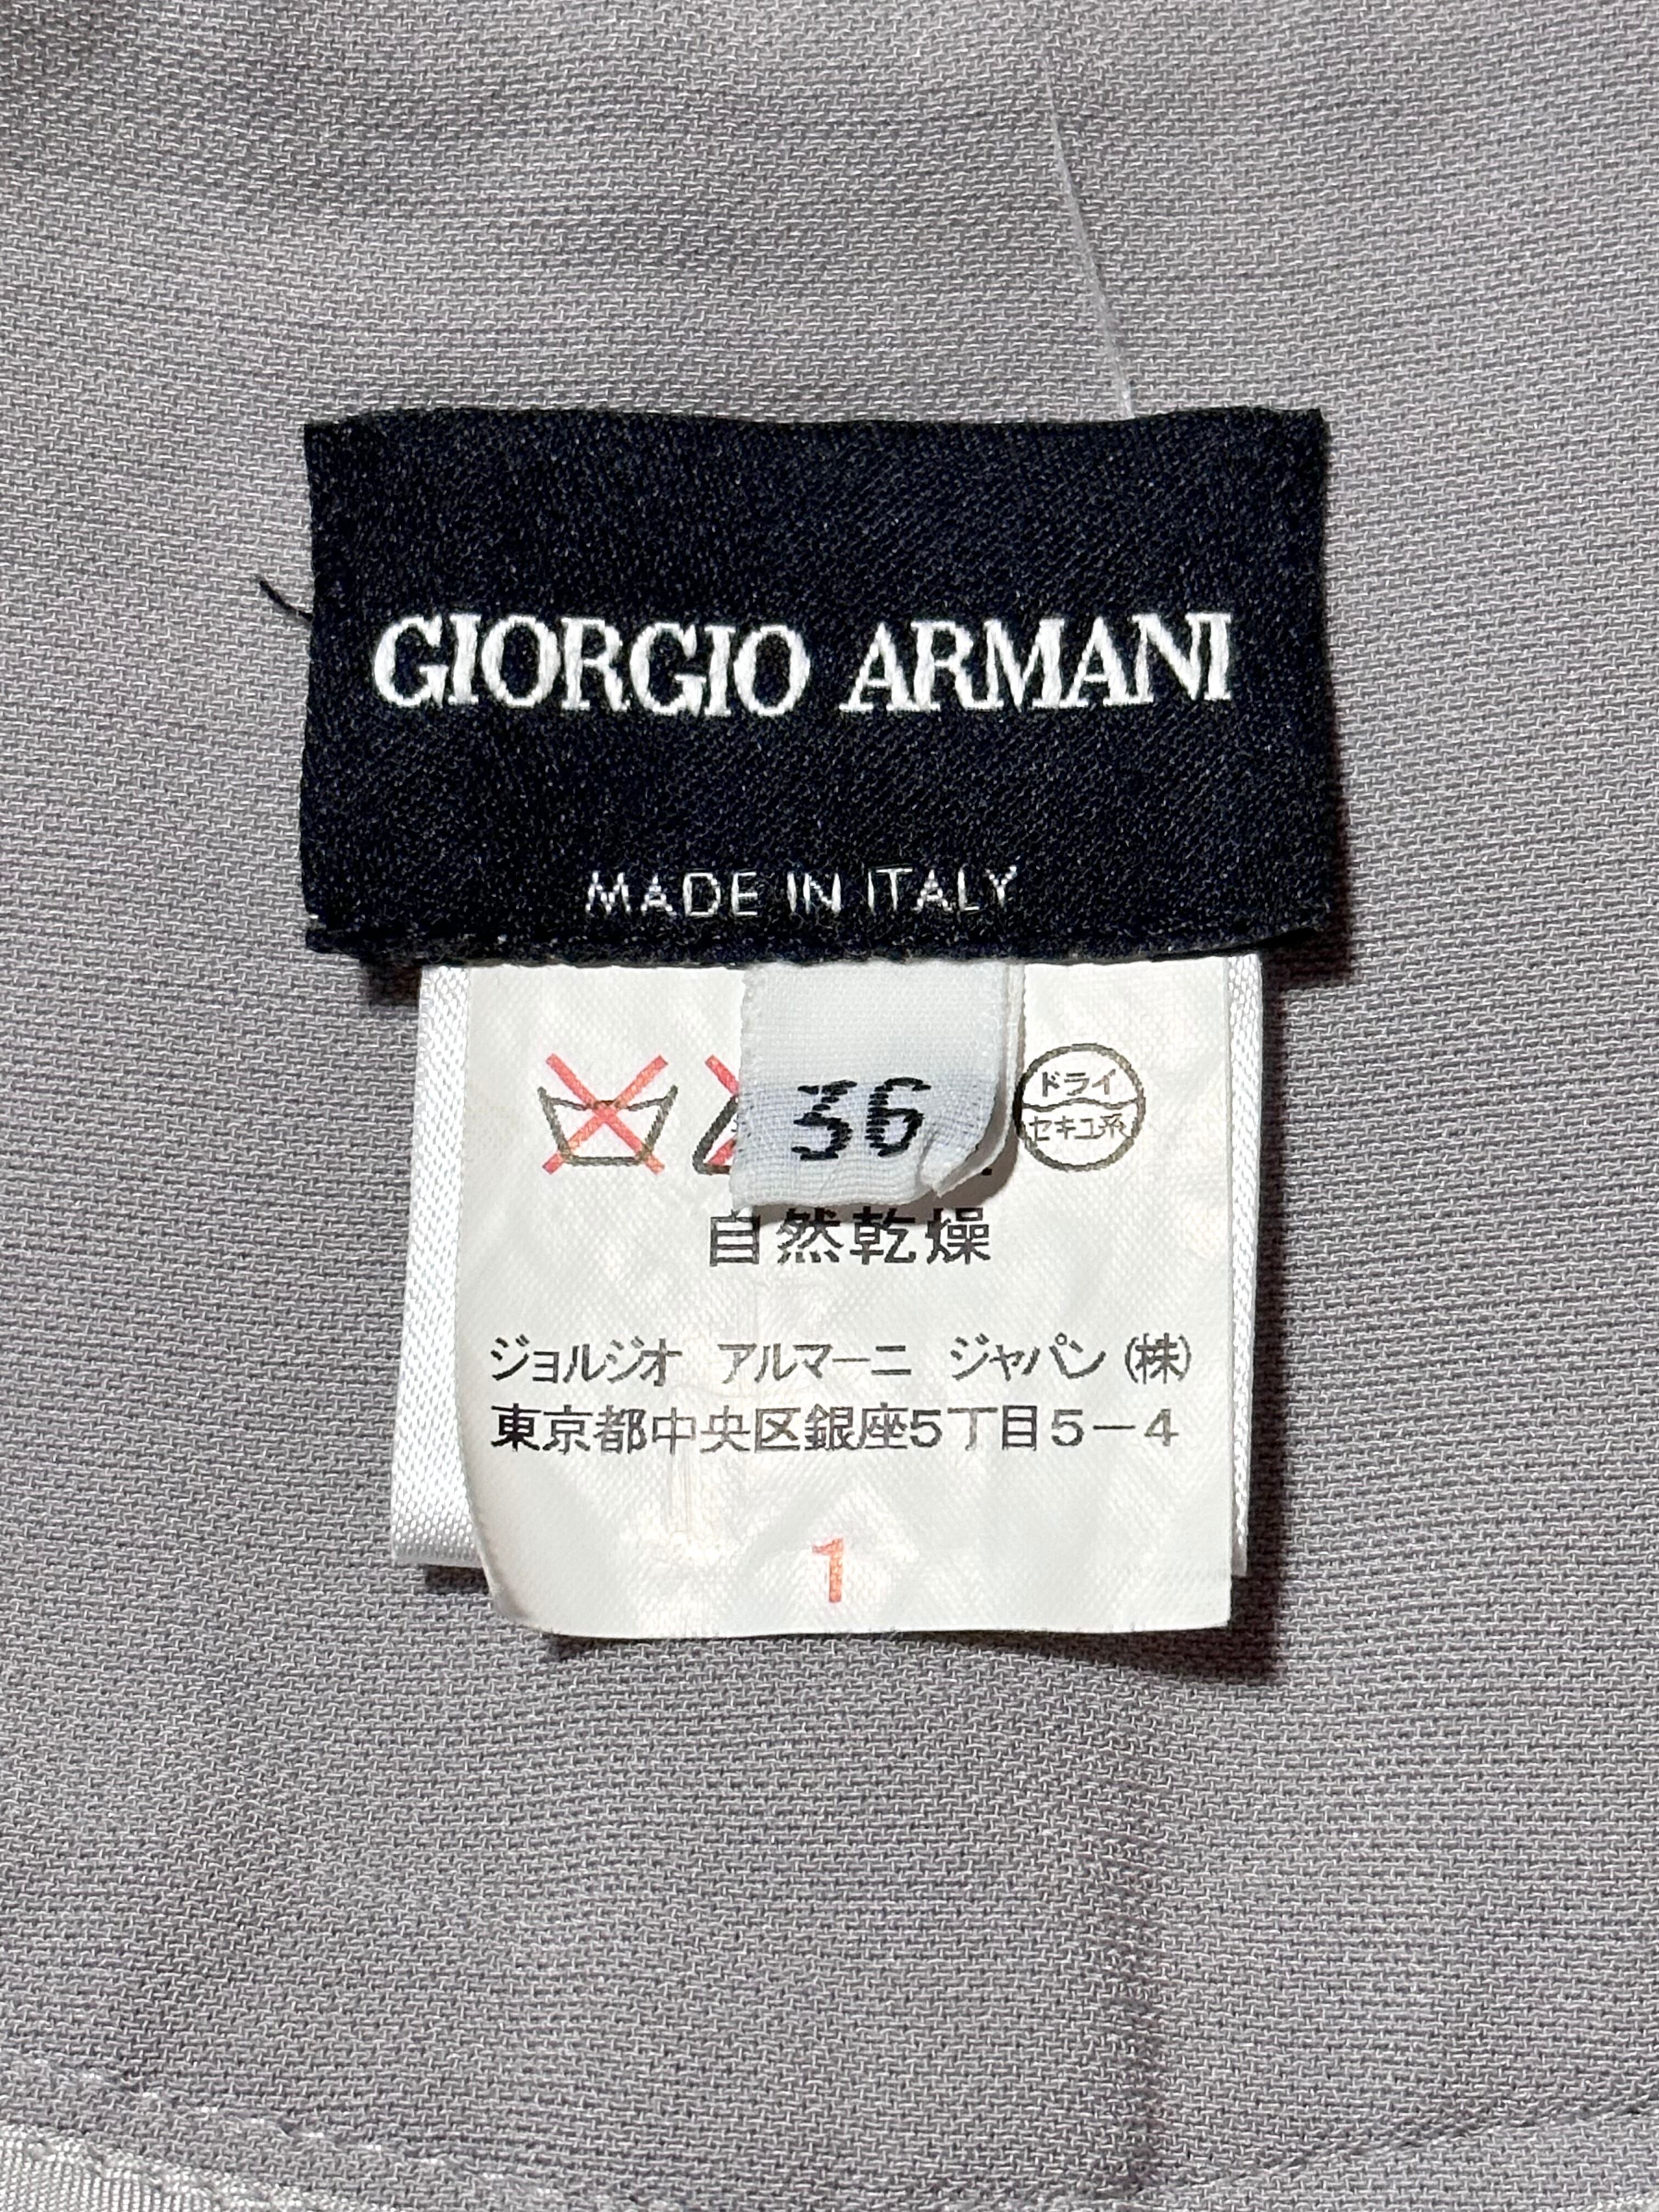 GIORGIO ARMANI
MADE IN ITALY
36
ドライ
セキユ系
自然乾燥
ジョルジオ アルマーニ ジャパン(株)
東京都中央区銀座5丁目5-4
1